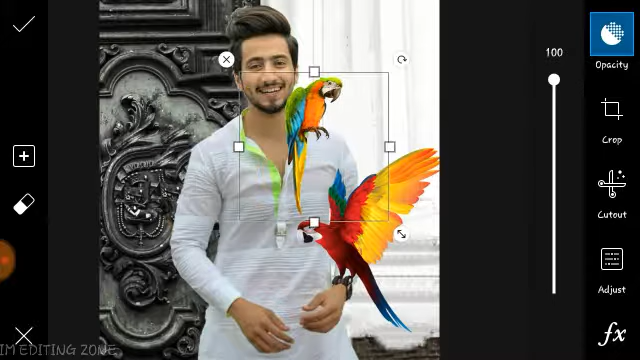 100
Opacity
Crop
Cutout
Adjust
fx
IM EDITING ZONE